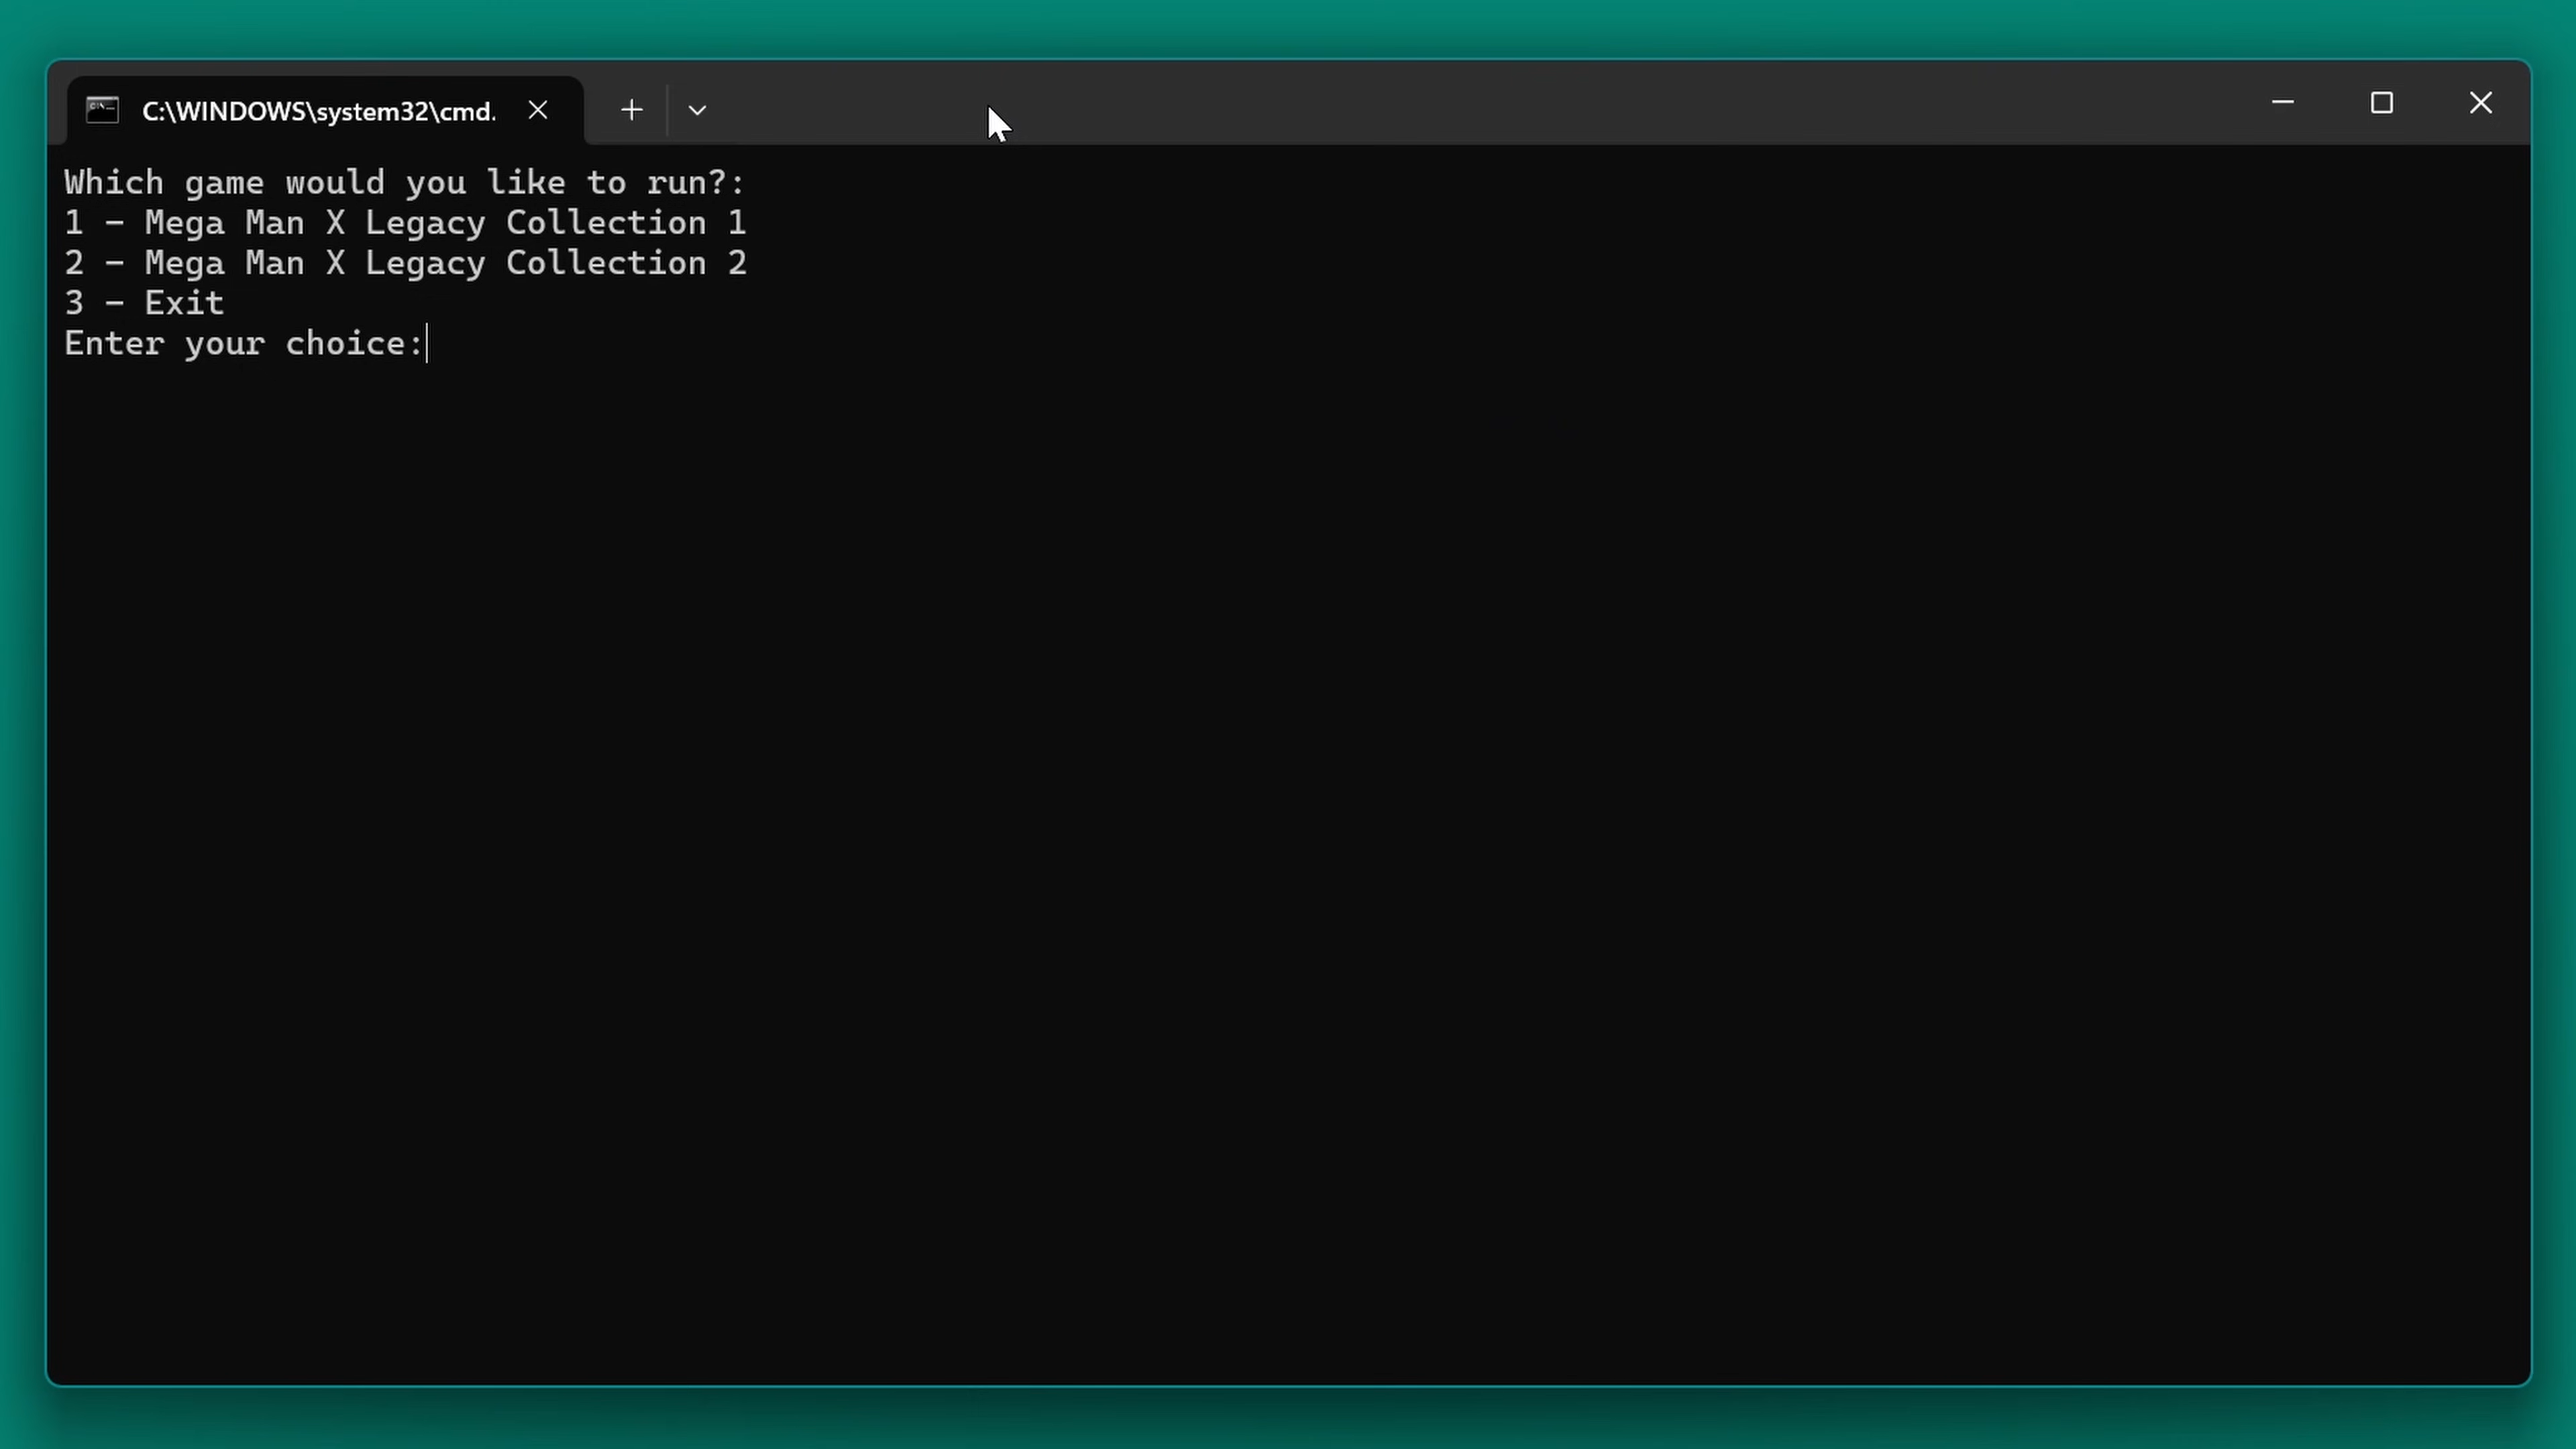 C:\WINDOWS\system32\cmd.
Which game would you like to run?:
1 - Mega Man X Legacy Collection 1
2 - Mega Man X Legacy Collection 2
3 - Exit
Enter your choice: